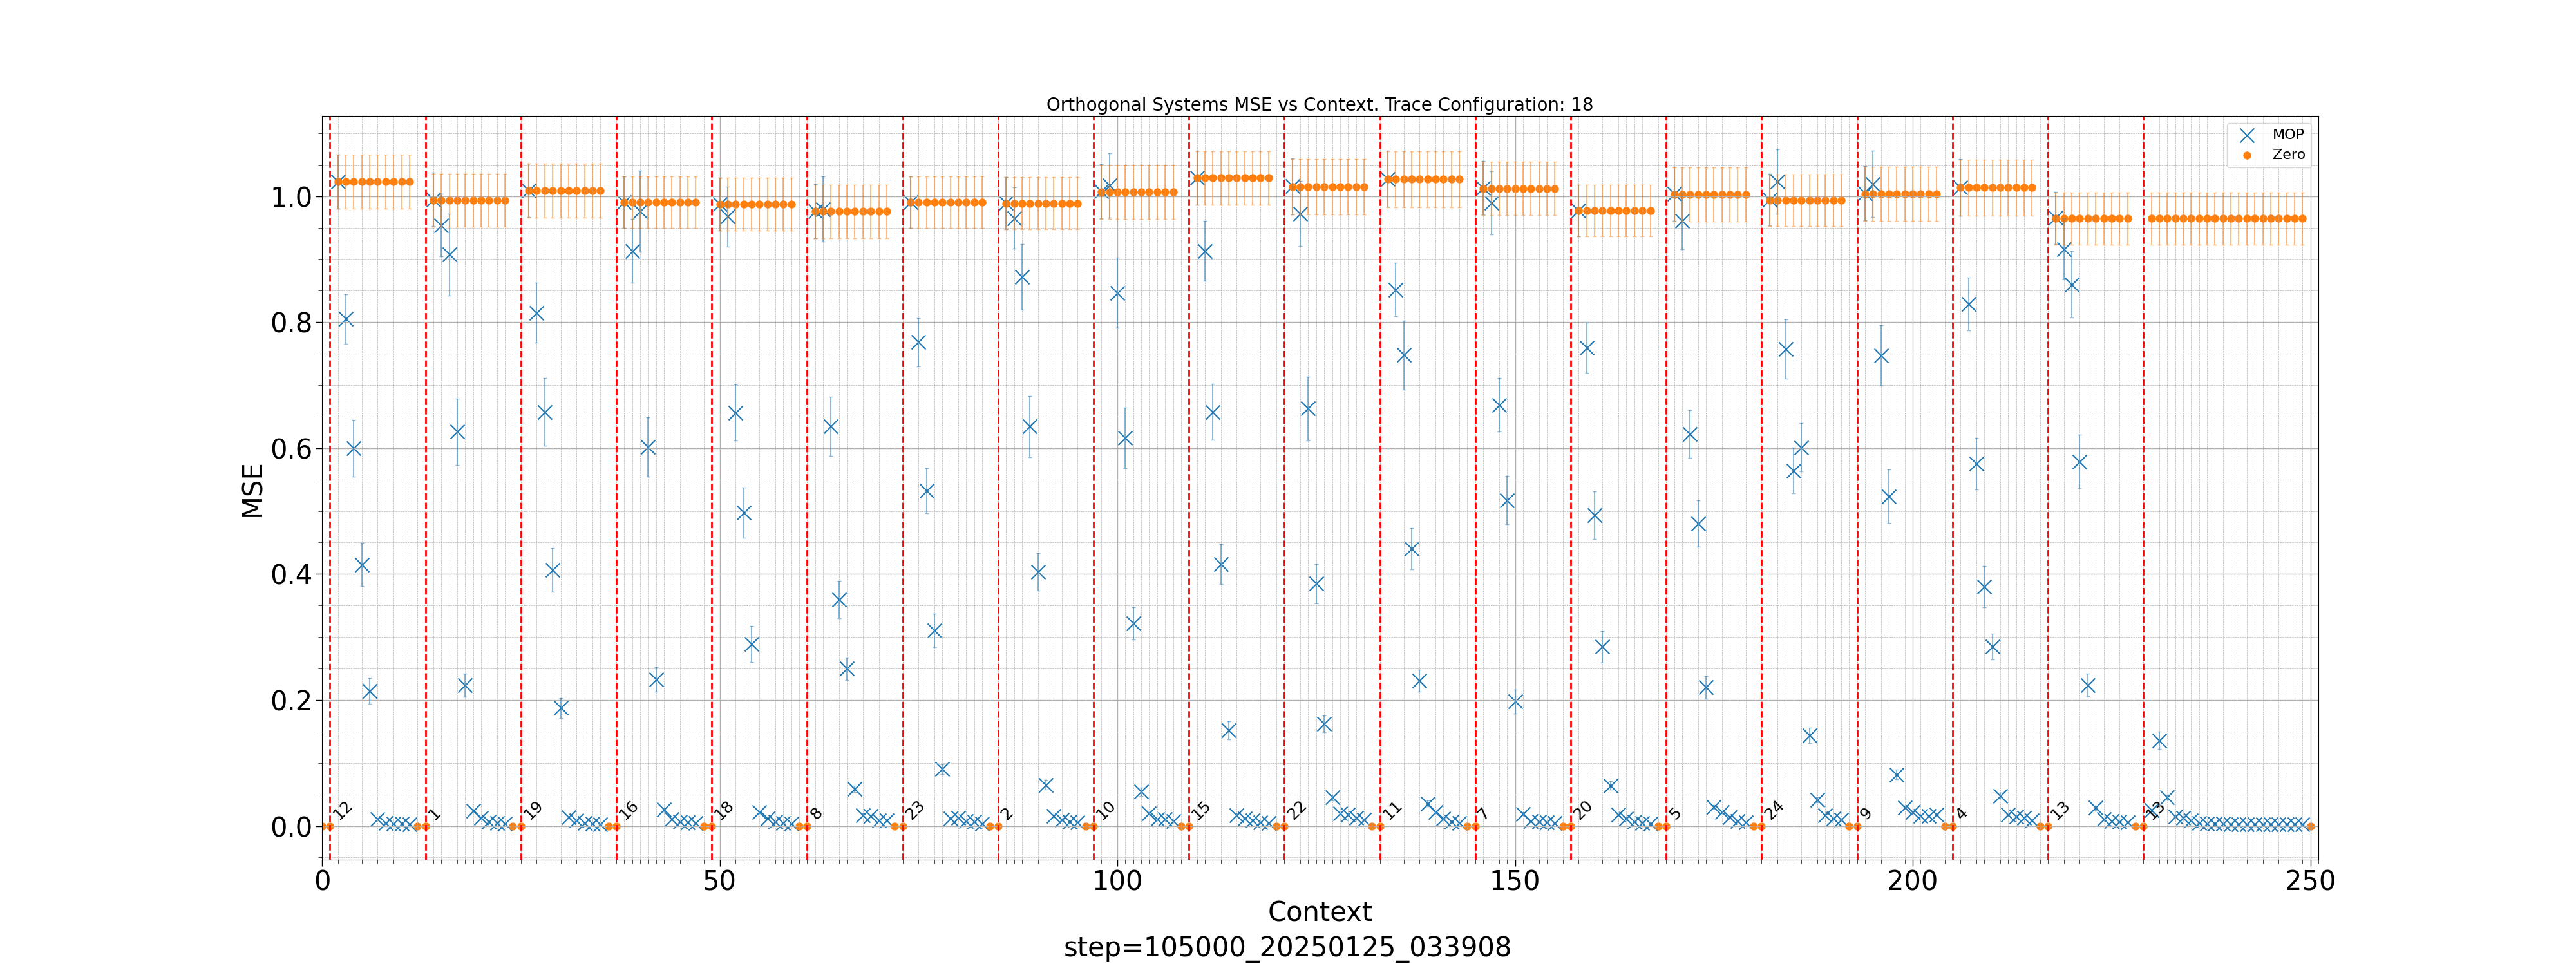 Orthogonal Systems MSE vs Context. Trace Configuration: 18
MOP
Zero
MSE
1.0
0.8
0.6
0.4
0.2
0.0
12 1 19 16 18 8 23 2 10 15 22 11 7 20 5 24 9 4 13 13
0 50 100 150 200 250
Context
step=105000_20250125_033908